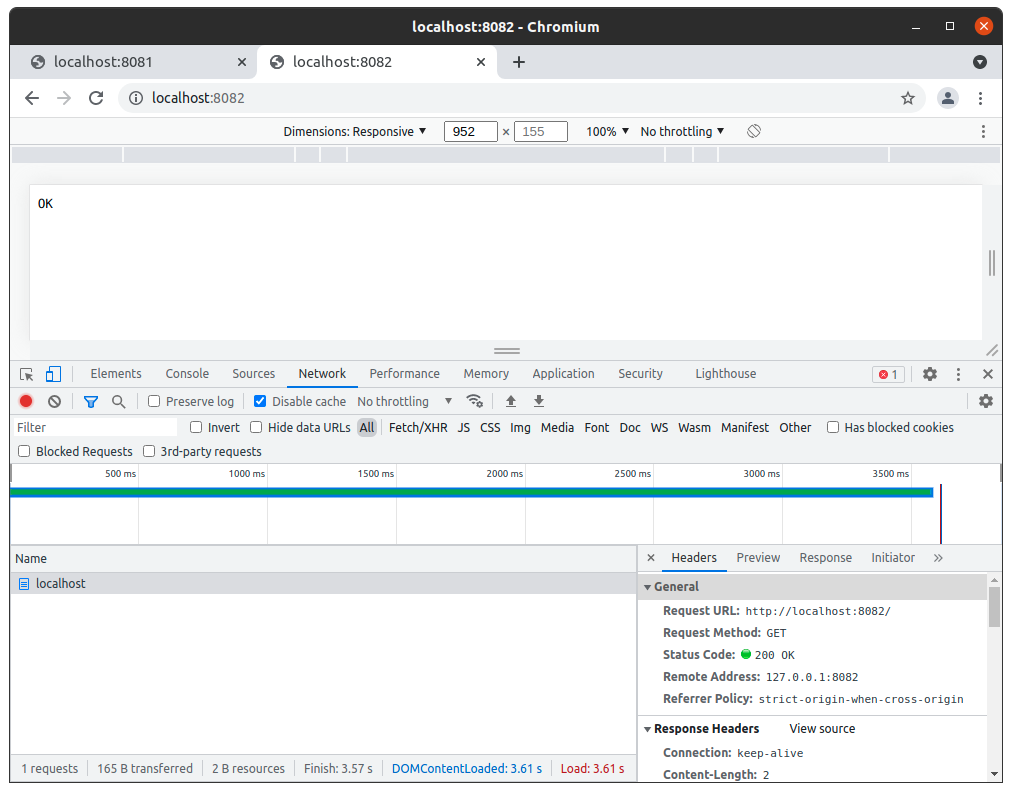 localhost:8082 - Chromium
localhost:8081 localhost:8082
localhost:8082
Dimensions: Responsive 952 × 155 100% No throttling
OK
Elements Console Sources Network Performance Memory Application Security Lighthouse 1
Preserve log Disable cache No throttling
Filter Invert Hide data URLs All Fetch/XHR JS CSS Img Media Font Doc WS Wasm Manifest Other Has blocked cookies
Blocked Requests 3rd-party requests
500 ms 1000 ms 1500 ms 2000 ms 2500 ms 3000 ms 3500 ms
Name
localhost
Headers Preview Response Initiator »
General
Request URL: http://localhost:8082/
Request Method: GET
Status Code: 200 OK
Remote Address: 127.0.0.1:8082
Referrer Policy: strict-origin-when-cross-origin
Response Headers View source
Connection: keep-alive
Content-Length: 2
1 requests 165 B transferred 2 B resources Finish: 3.57 s DOMContentLoaded: 3.61 s Load: 3.61 s